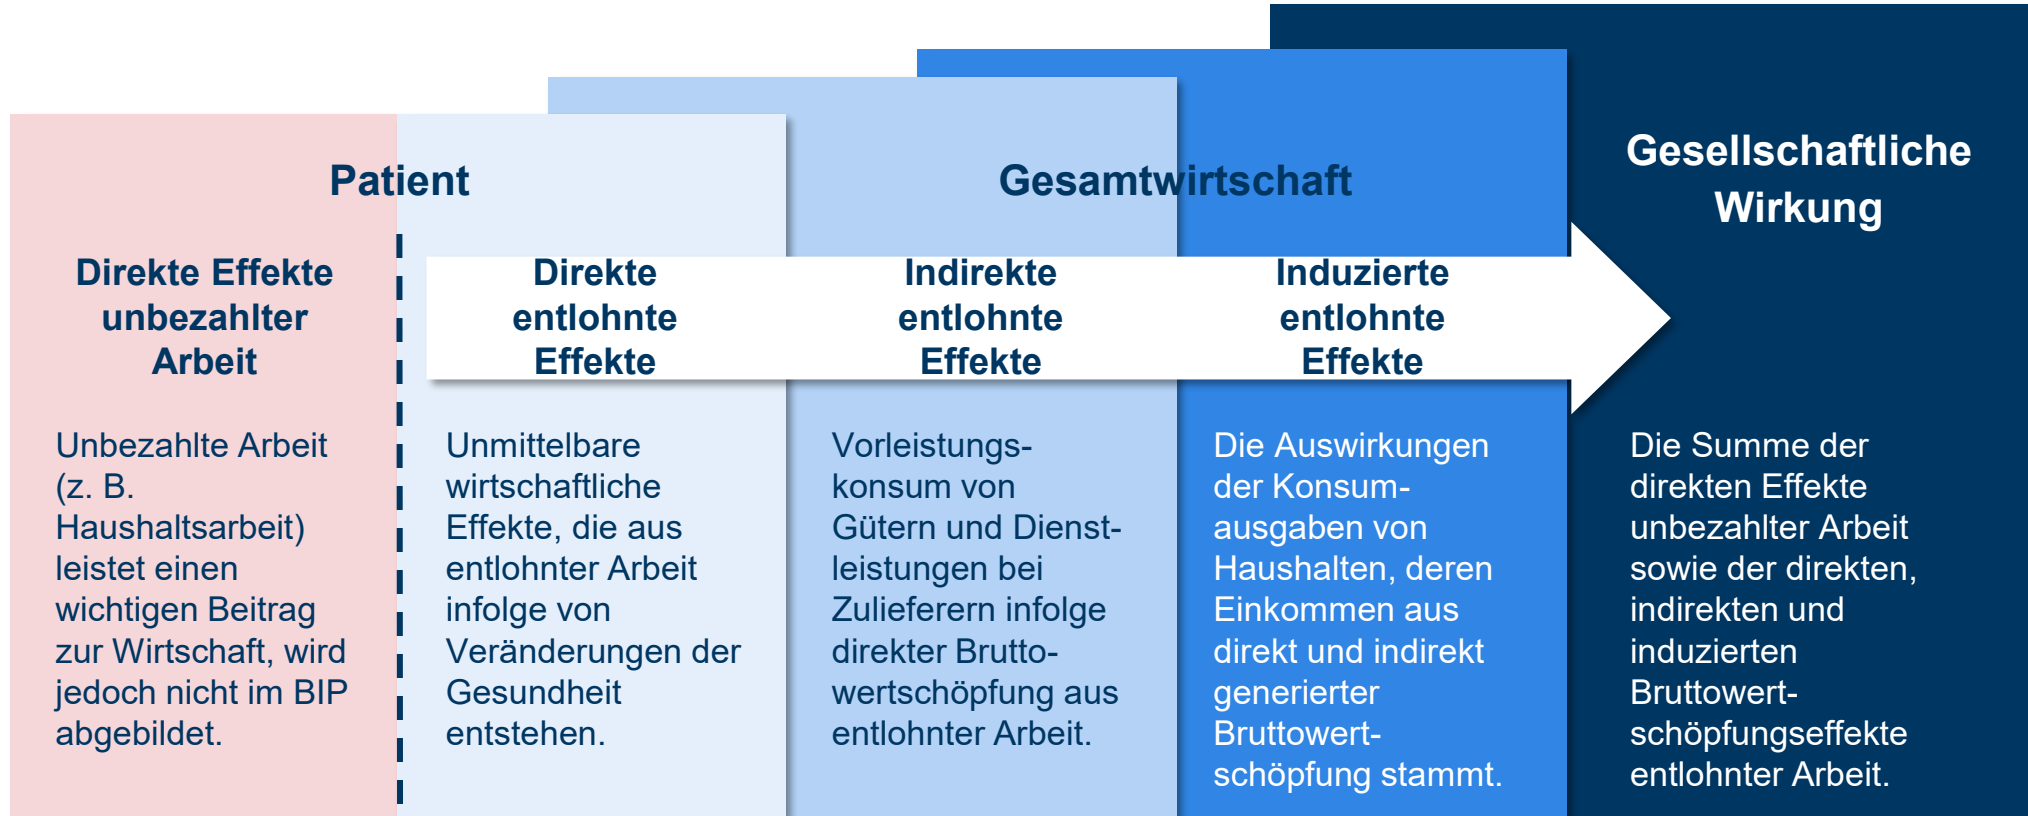 Patient
Gesamtwirtschaft
Gesellschaftliche
Wirkung
Direkte Effekte
unbezahlter
Arbeit
Direkte
entlohnte
Effekte
Indirekte
entlohnte
Effekte
Induzierte
entlohnte
Effekte
Unbezahlte Arbeit
(z. B.
Haushaltsarbeit)
leistet einen
wichtigen Beitrag
zur Wirtschaft, wird
jedoch nicht im BIP
abgebildet.
Unmittelbare
wirtschaftliche
Effekte, die aus
entlohnter Arbeit
infolge von
Veränderungen der
Gesundheit
entstehen.
Vorleistungs-
konsum von
Gütern und Dienst-
leistungen bei
Zulieferern infolge
direkter Brutto-
wertschöpfung aus
entlohnter Arbeit.
Die Auswirkungen
der Konsum-
ausgaben von
Haushalten, deren
Einkommen aus
direkt und indirekt
generierter
Bruttowert-
schöpfung stammt.
Die Summe der
direkten Effekte
unbezahlter Arbeit
sowie der direkten,
indirekten und
induzierten
Bruttowert-
schöpfungseffekte
entlohnter Arbeit.